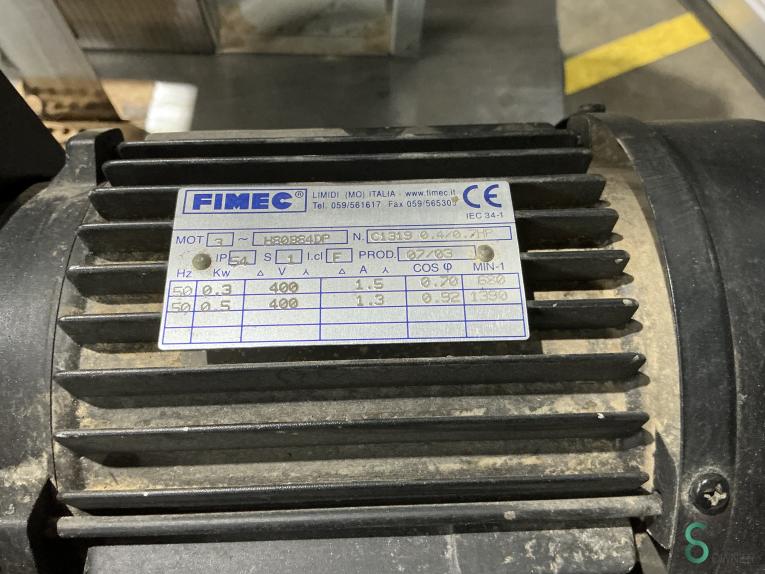 FIMEC® LIMIDI (MO) ITALIA - www.fimec.it
Tel. 059/561617 Fax 059/565303
CE
IEC 34-1
MOT 3 ~ N. C1319 0.4/0.7HP
IP 54 S 1 I.cl F PROD. 07/03
Hz Kw △ V ⅄ △ A ⅄ COS φ MIN-1
50 0.3 400 1.5 0.70 680
50 0.5 400 1.3 0.92 1390